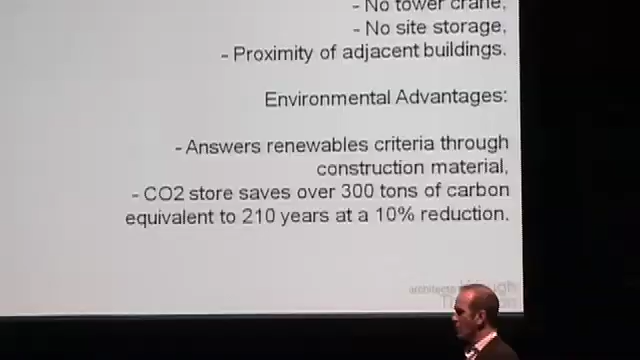 - No tower crane,
- No site storage,
- Proximity of adjacent buildings.
Environmental Advantages:
- Answers renewables criteria through
construction material,
- CO2 store saves over 300 tons of carbon
equivalent to 210 years at a 10% reduction.
architects